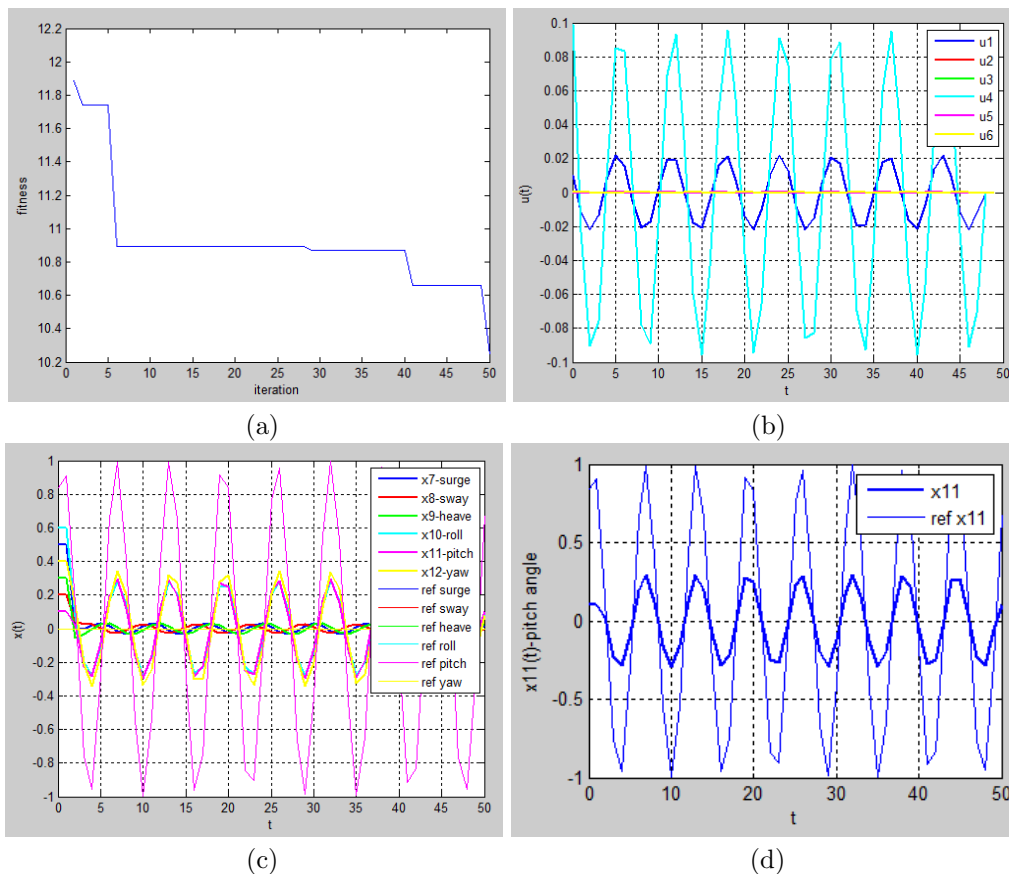 12.2
12
11.8
11.6
11.4
11.2
11
10.8
10.6
10.4
10.2
fitness
0 5 10 15 20 25 30 35 40 45 50
iteration
(a)
0.1
0.08
0.06
0.04
0.02
0
-0.02
-0.04
-0.06
-0.08
-0.1
u(t)
u1
u2
u3
u4
u5
u6
0 5 10 15 20 25 30 35 40 45 50
t
(b)
1
0.8
0.6
0.4
0.2
0
-0.2
-0.4
-0.6
-0.8
-1
x(t)
x7-surge
x8-sway
x9-heave
x10-roll
x11-pitch
x12-yaw
ref surge
ref sway
ref heave
ref roll
ref pitch
ref yaw
0 5 10 15 20 25 30 35 40 45 50
t
(c)
1
0.5
0
-0.5
-1
x11(t)-pitch angle
x11
ref x11
0 10 20 30 40 50
t
(d)